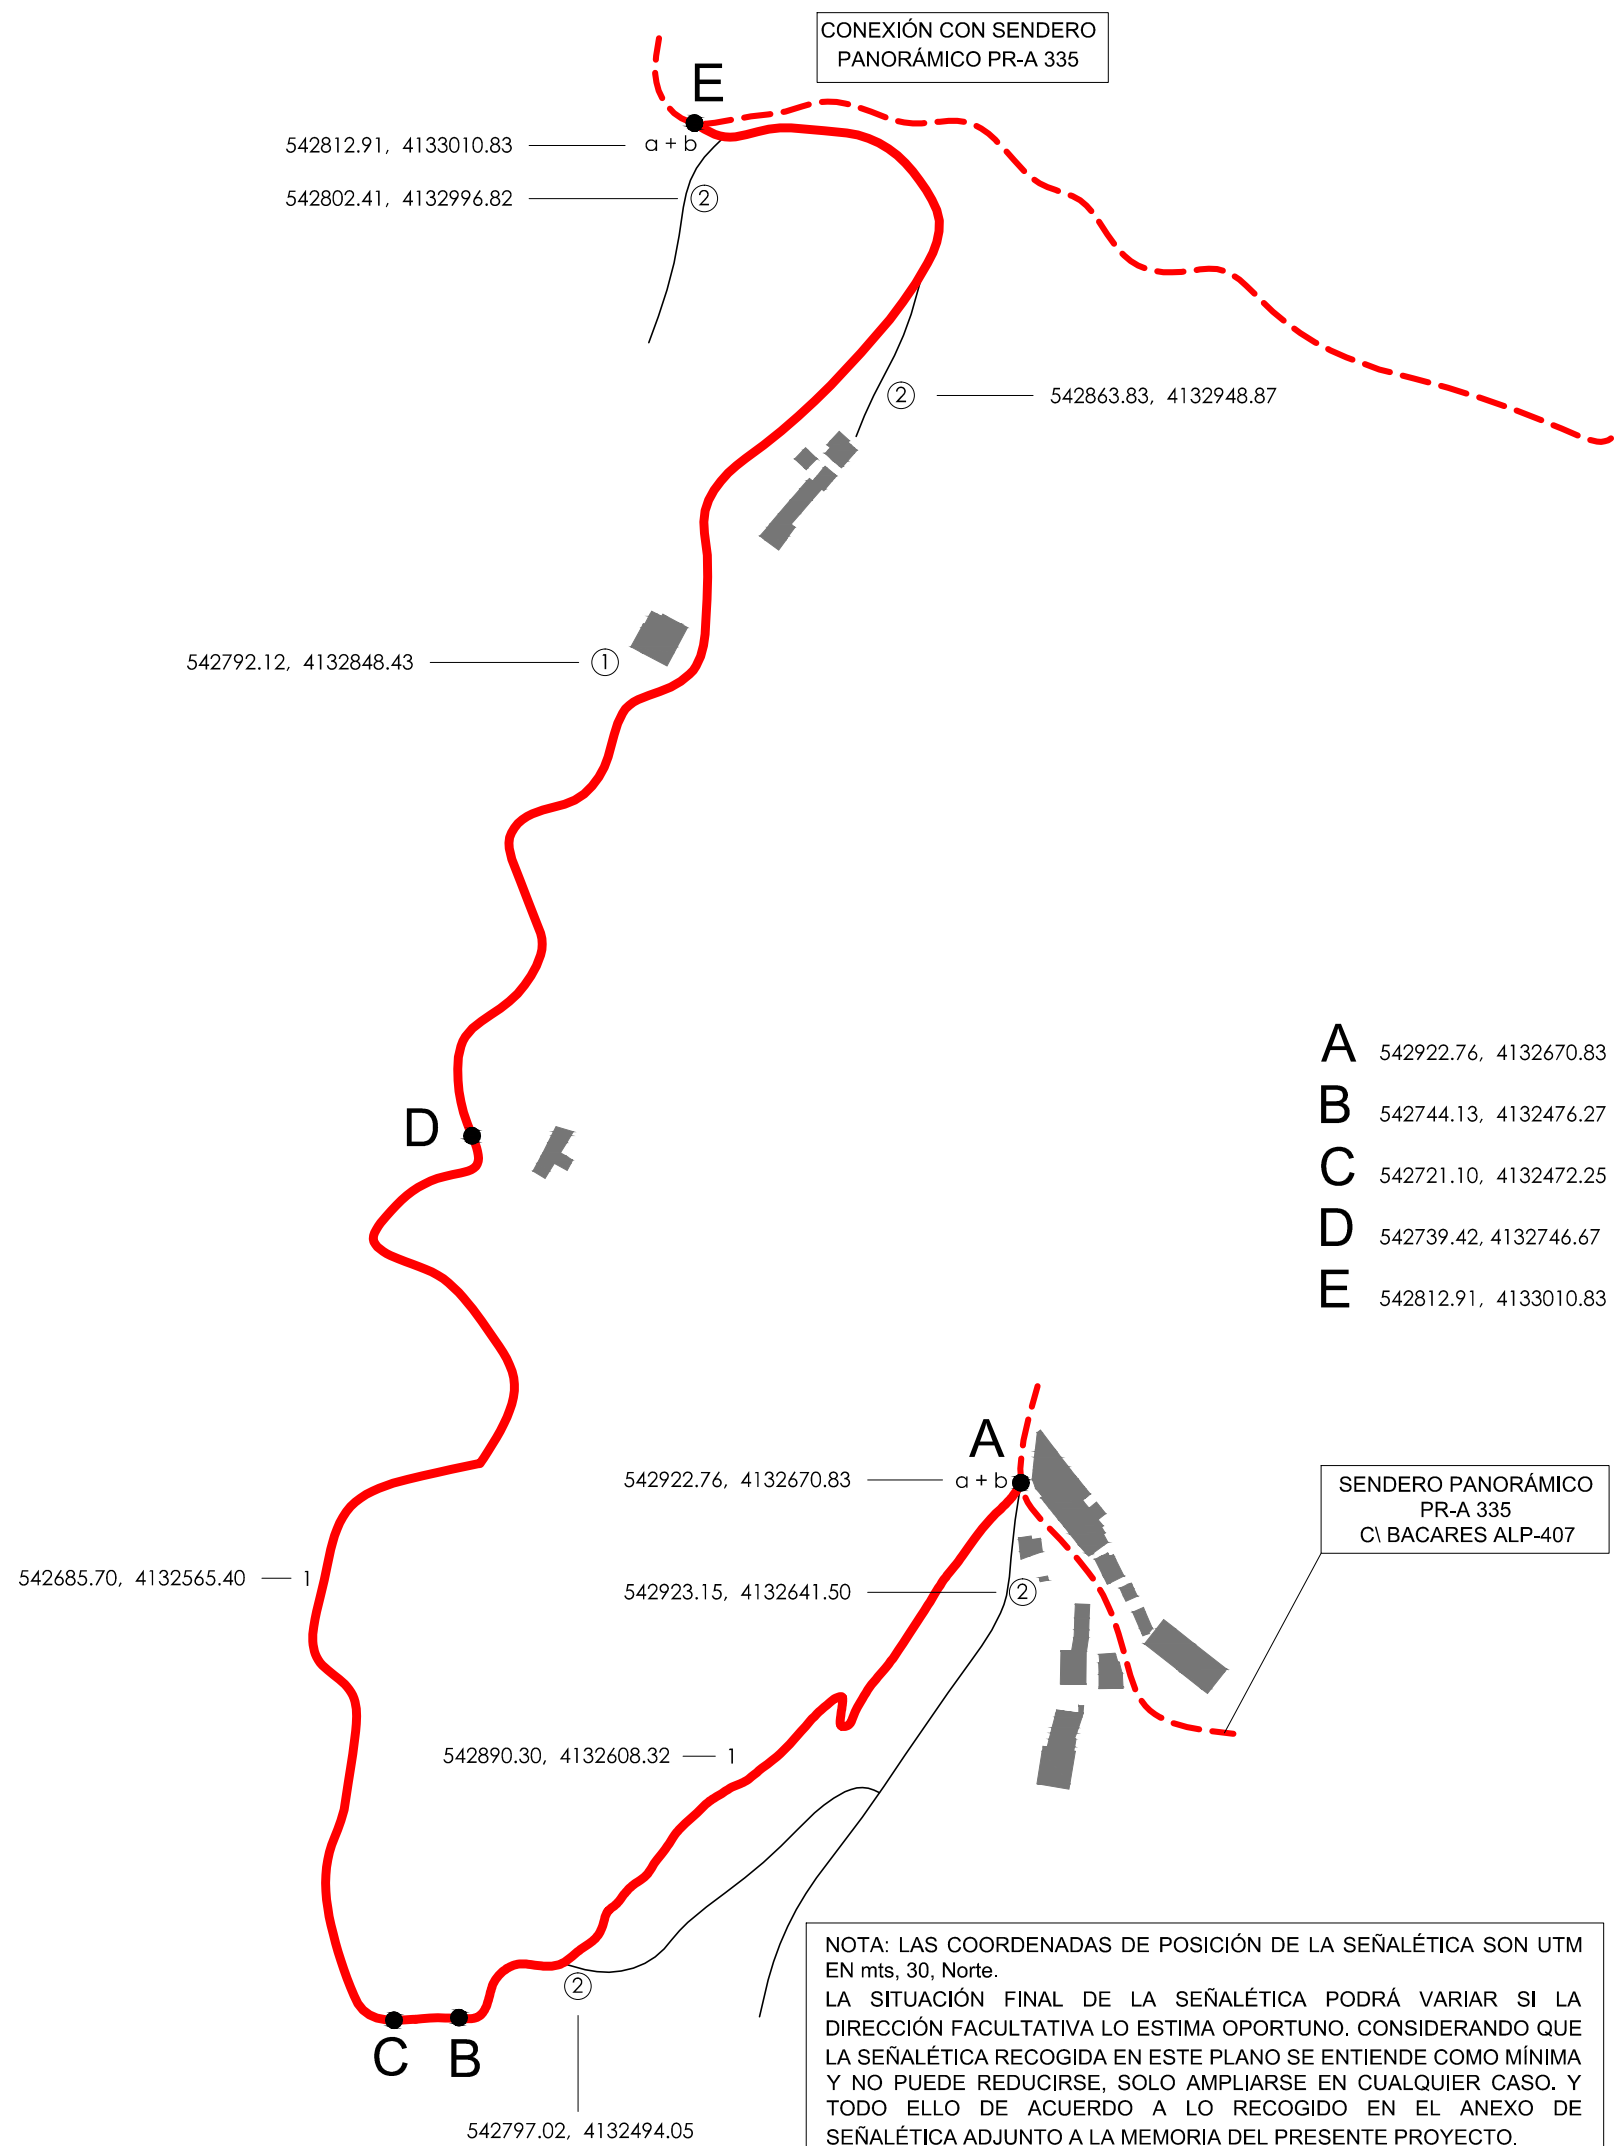 CONEXIÓN CON SENDERO
PANORÁMICO PR-A 335
E
542812.91, 4133010.83
a + b
542802.41, 4132996.82
2
2
542863.83, 4132948.87
542792.12, 4132848.43
1
A 542922.76, 4132670.83
B 542744.13, 4132476.27
C 542721.10, 4132472.25
D 542739.42, 4132746.67
E 542812.91, 4133010.83
D
A
542922.76, 4132670.83
a + b
SENDERO PANORÁMICO
PR-A 335
C\ BACARES ALP-407
542685.70, 4132565.40
1
542923.15, 4132641.50
2
542890.30, 4132608.32
1
2
C
B
542797.02, 4132494.05
NOTA: LAS COORDENADAS DE POSICIÓN DE LA SEÑALÉTICA SON UTM
EN mts, 30, Norte.
LA SITUACIÓN FINAL DE LA SEÑALÉTICA PODRÁ VARIAR SI LA
DIRECCIÓN FACULTATIVA LO ESTIMA OPORTUNO. CONSIDERANDO QUE
LA SEÑALÉTICA RECOGIDA EN ESTE PLANO SE ENTIENDE COMO MÍNIMA
Y NO PUEDE REDUCIRSE, SOLO AMPLIARSE EN CUALQUIER CASO. Y
TODO ELLO DE ACUERDO A LO RECOGIDO EN EL ANEXO DE
SEÑALÉTICA ADJUNTO A LA MEMORIA DEL PRESENTE PROYECTO.